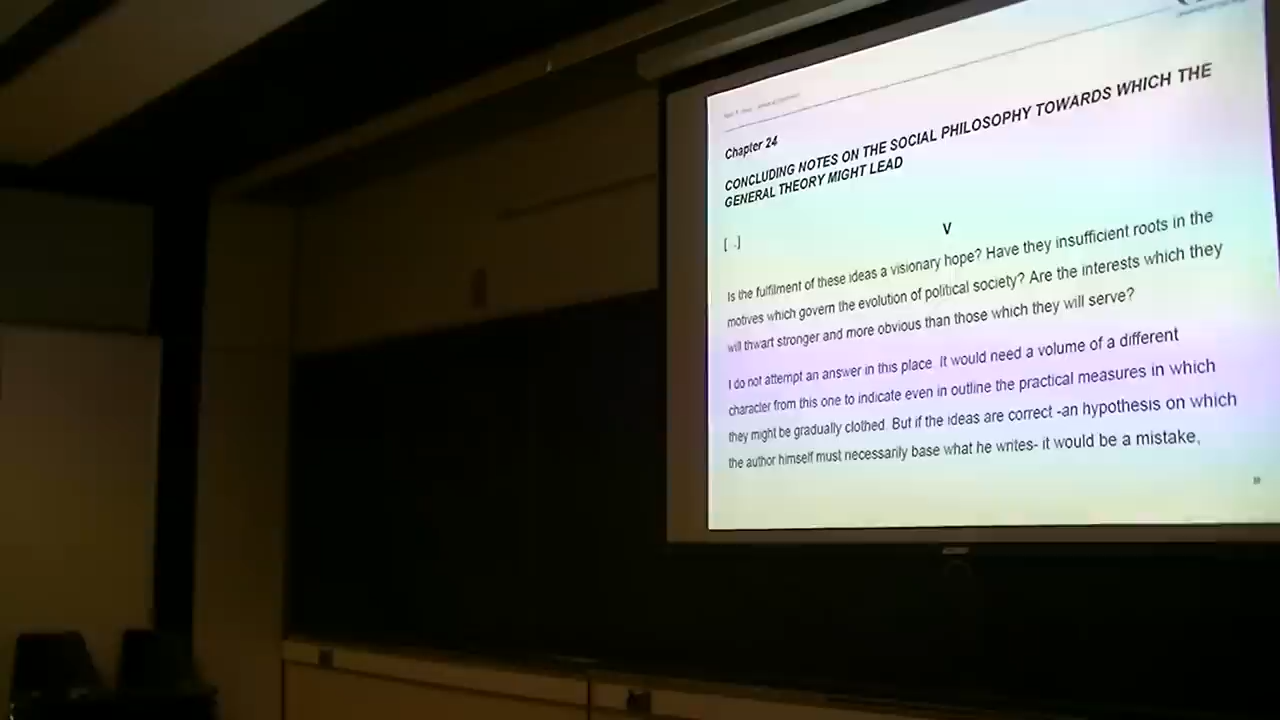 Chapter 24
CONCLUDING NOTES ON THE SOCIAL PHILOSOPHY TOWARDS WHICH THE
GENERAL THEORY MIGHT LEAD
V
[ .]
Is the fulfilment of these ideas a visionary hope? Have they insufficient roots in the
motives which govern the evolution of political society? Are the interests which they
will thwart stronger and more obvious than those which they will serve?
I do not attempt an answer in this place. It would need a volume of a different
character from this one to indicate even in outline the practical measures in which
they might be gradually clothed. But if the ideas are correct -an hypothesis on which
the author himself must necessarily base what he writes- it would be a mistake,